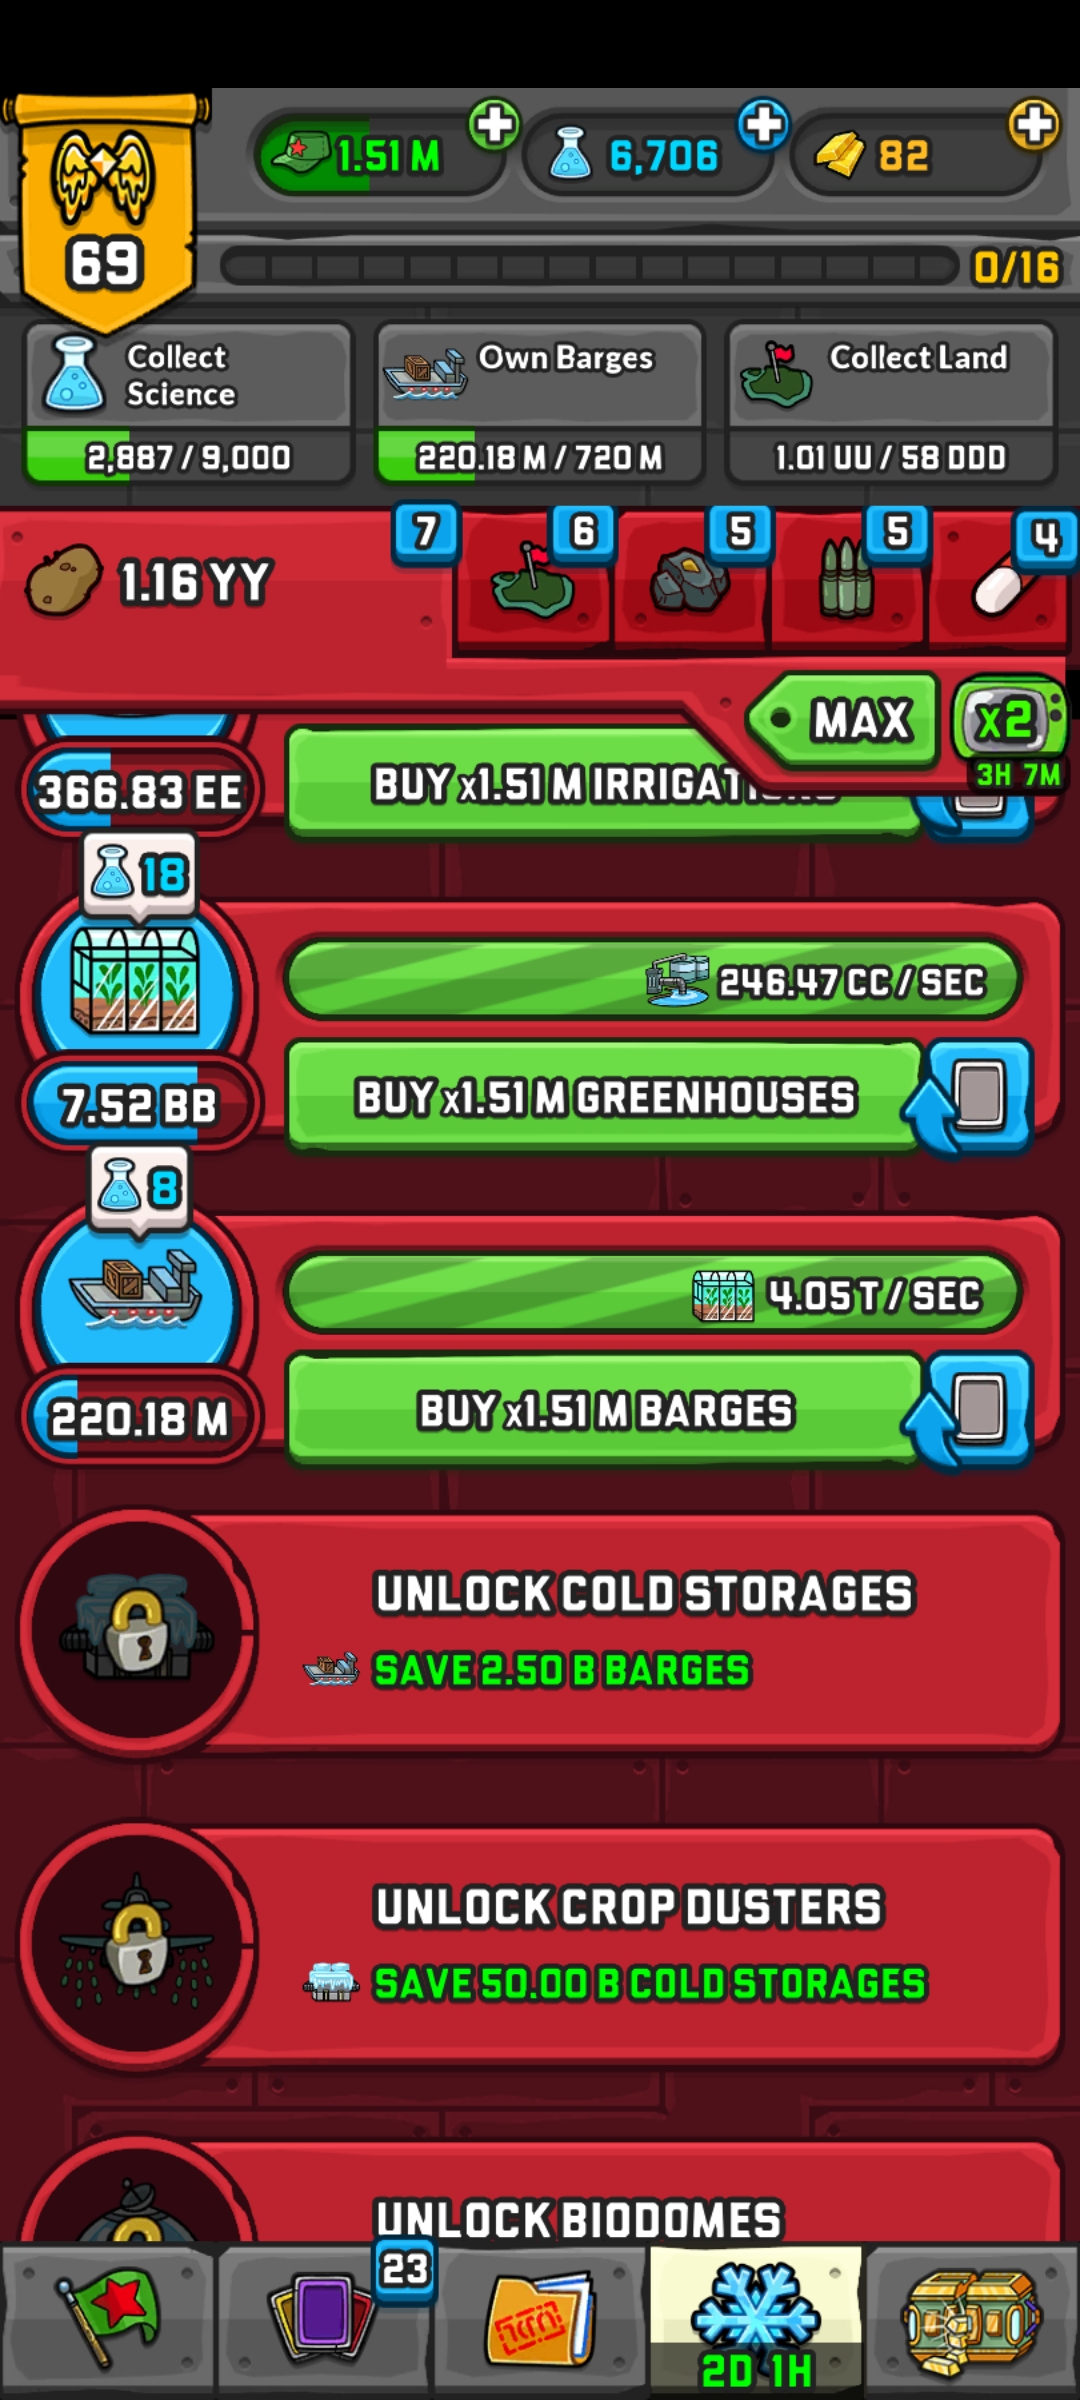 1.51 M
6,706
82
69
0/16
Collect
Science
2,887 / 9,000
Own Barges
220.18 M / 720 M
Collect Land
1.01 UU / 58 DDD
1.16 YY
7
6
5
5
4
MAX
x2
3H 7M
366.83 EE
BUY x1.51 M IRRIGATIONS
18
246.47 CC / SEC
7.52 BB
BUY x1.51 M GREENHOUSES
8
4.05 T / SEC
220.18 M
BUY x1.51 M BARGES
UNLOCK COLD STORAGES
SAVE 2.50 B BARGES
UNLOCK CROP DUSTERS
SAVE 50.00 B COLD STORAGES
UNLOCK BIODOMES
23
2D 1H